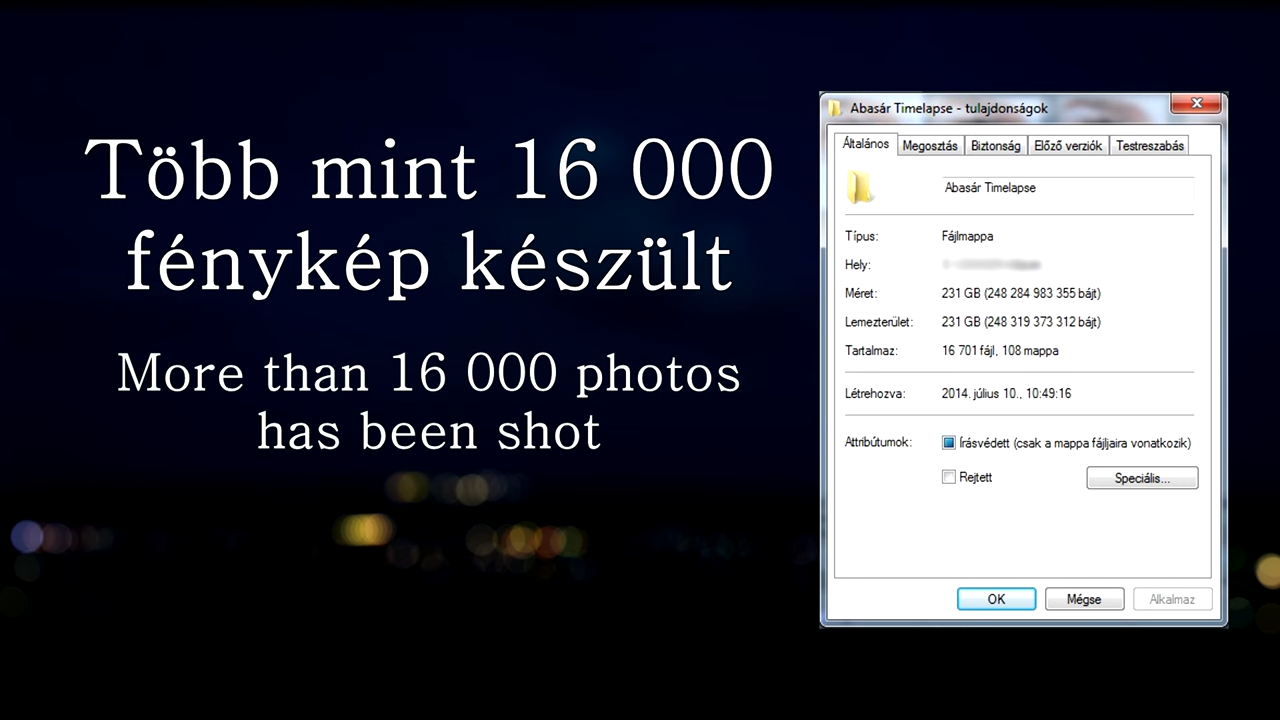 Több mint 16 000
fénykép készült
More than 16 000 photos
has been shot
Abasár Timelapse - tulajdonságok
Általános Megosztás Biztonság Előző verziók Testreszabás
Abasár Timelapse
Típus: Fájlmappa
Hely:
Méret: 231 GB (248 284 983 355 bájt)
Lemezterület: 231 GB (248 319 373 312 bájt)
Tartalmaz: 16 701 fájl, 108 mappa
Létrehozva: 2014. július 10., 10:49:16
Attribútumok: Írásvédett (csak a mappa fájljaira vonatkozik)
Rejtett Speciális...
OK Mégse Alkalmaz